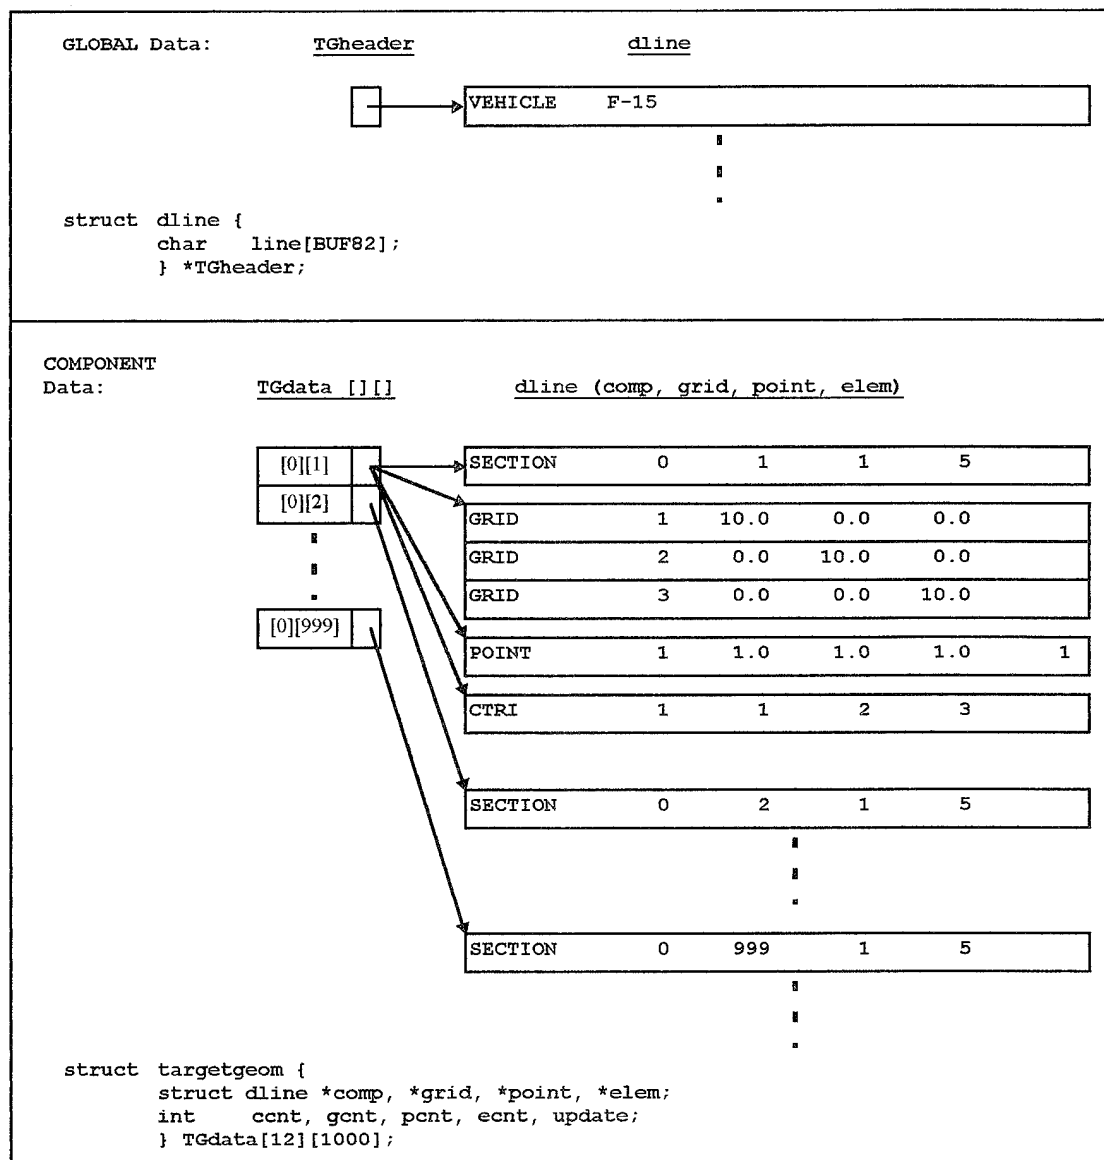 GLOBAL Data: TGheader dline
VEHICLE F-15
struct dline {
char line[BUF82];
} *TGheader;
COMPONENT
Data: TGdata [][] dline (comp, grid, point, elem)
[0][1] SECTION 0 1 1 5
[0][2]
GRID 1 10.0 0.0 0.0
GRID 2 0.0 10.0 0.0
GRID 3 0.0 0.0 10.0
[0][999]
POINT 1 1.0 1.0 1.0 1
CTRI 1 1 2 3
SECTION 0 2 1 5
SECTION 0 999 1 5
struct targetgeom {
struct dline *comp, *grid, *point, *elem;
int ccnt, gcnt, pcnt, ecnt, update;
} TGdata[12][1000];